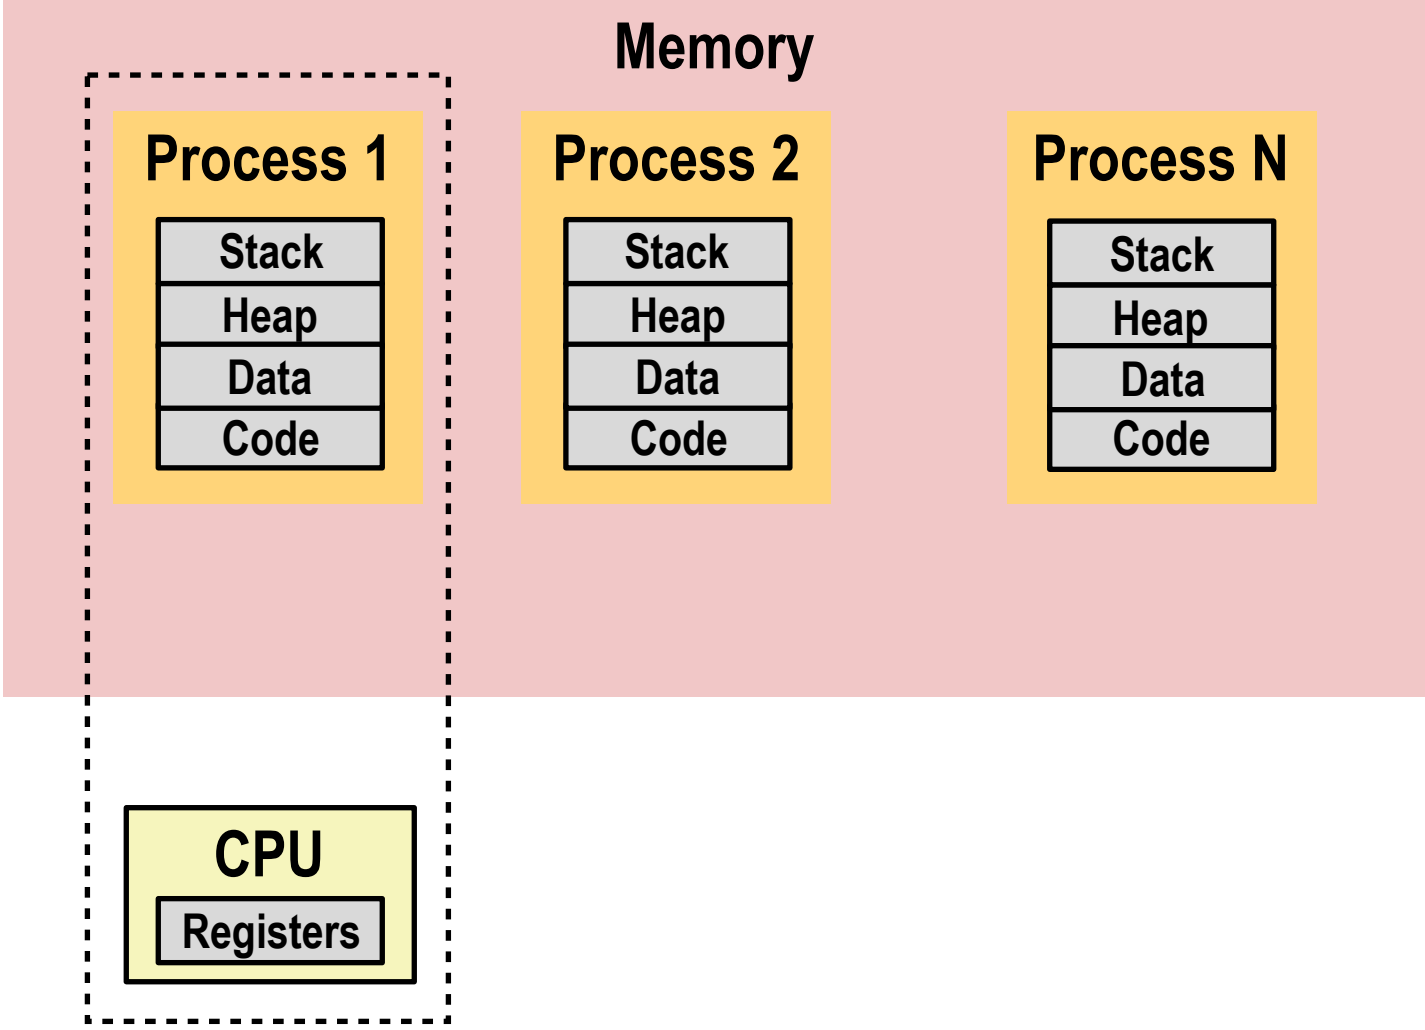 Memory
Process 1
Stack
Heap
Data
Code
Process 2
Stack
Heap
Data
Code
Process N
Stack
Heap
Data
Code
CPU
Registers